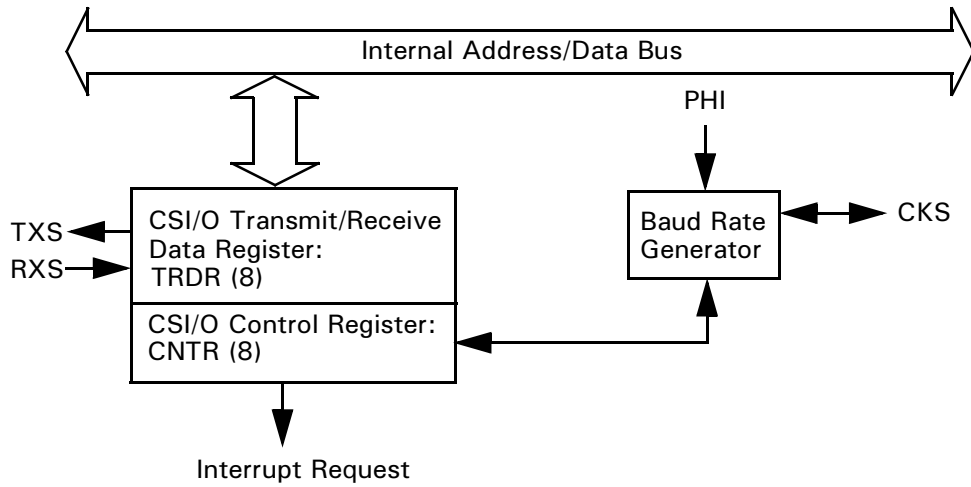 Internal Address/Data Bus
PHI
TXS
RXS
CSI/O Transmit/Receive
Data Register:
TRDR (8)
CSI/O Control Register:
CNTR (8)
Baud Rate
Generator
CKS
Interrupt Request